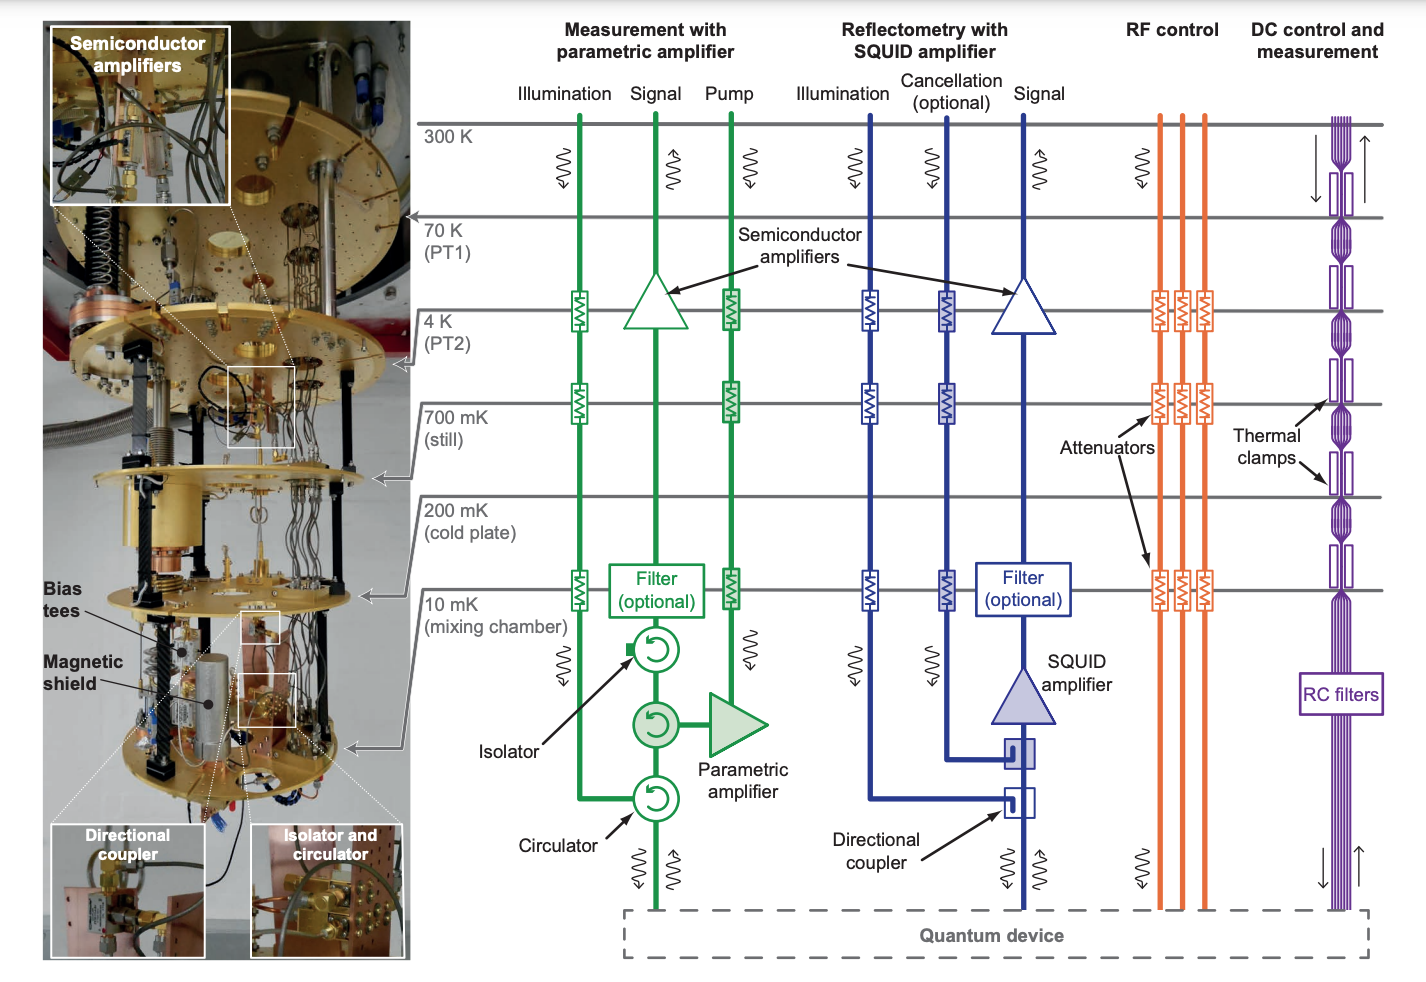 Semiconductor
amplifiers
Bias
tees
Magnetic
shield
Directional
coupler
Isolator and
circulator
Measurement with
parametric amplifier
Reflectometry with
SQUID amplifier
RF control
DC control and
measurement
Illumination
Signal
Pump
Illumination
Cancellation
(optional)
Signal
300 K
70 K
(PT1)
Semiconductor
amplifiers
4 K
(PT2)
700 mK
(still)
Attenuators
Thermal
clamps
200 mK
(cold plate)
10 mK
(mixing chamber)
Filter
(optional)
Filter
(optional)
SQUID
amplifier
RC filters
Isolator
Parametric
amplifier
Circulator
Directional
coupler
Quantum device